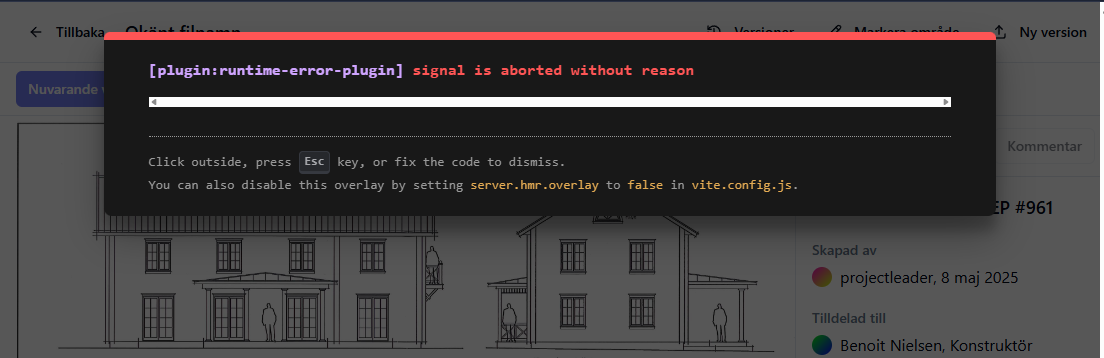 Tillbaka Okänt filnamn Versioner Markera område Ny version
[plugin:runtime-error-plugin] signal is aborted without reason
Nuvarande
Click outside, press Esc key, or fix the code to dismiss.
You can also disable this overlay by setting server.hmr.overlay to false in vite.config.js.
Kommentar
EP #961
Skapad av
projectleader, 8 maj 2025
Tilldelad till
Benoit Nielsen, Konstruktör